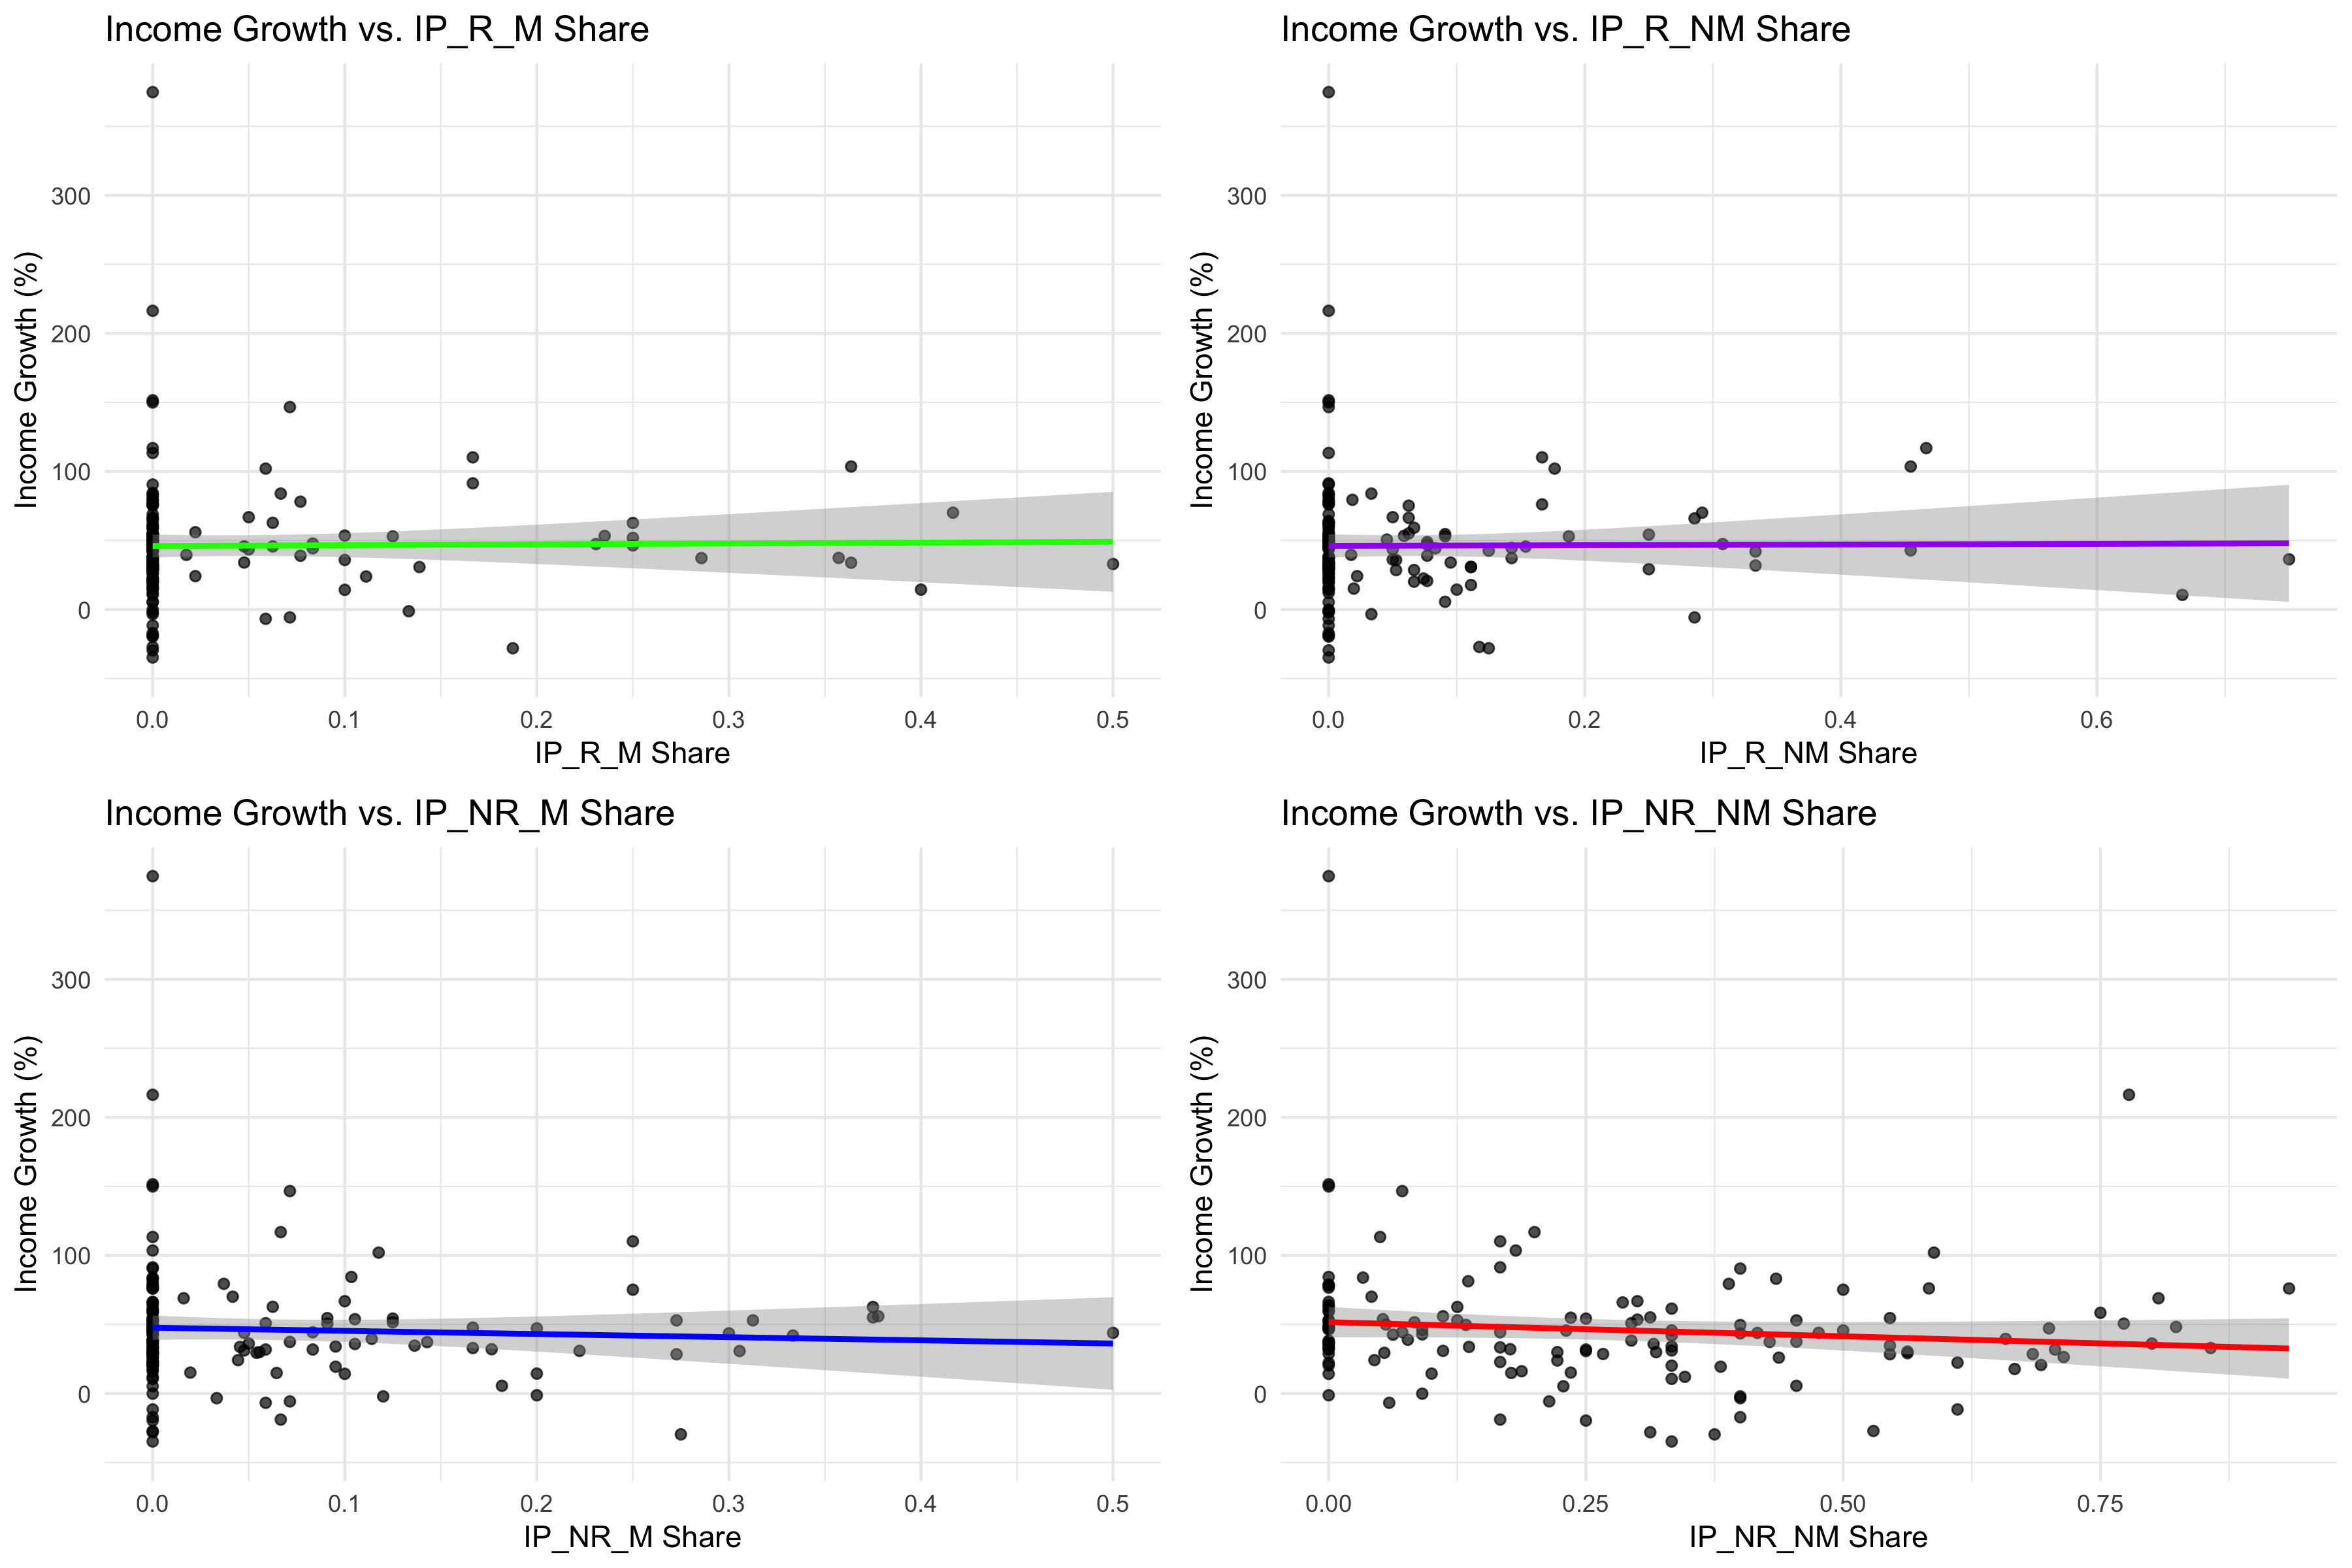 Income Growth vs. IP_R_M Share
Income Growth (%)
300
200
100
0
0.0 0.1 0.2 0.3 0.4 0.5
IP_R_M Share
Income Growth vs. IP_R_NM Share
Income Growth (%)
300
200
100
0
0.0 0.2 0.4 0.6
IP_R_NM Share
Income Growth vs. IP_NR_M Share
Income Growth (%)
300
200
100
0
0.0 0.1 0.2 0.3 0.4 0.5
IP_NR_M Share
Income Growth vs. IP_NR_NM Share
Income Growth (%)
300
200
100
0
0.00 0.25 0.50 0.75
IP_NR_NM Share